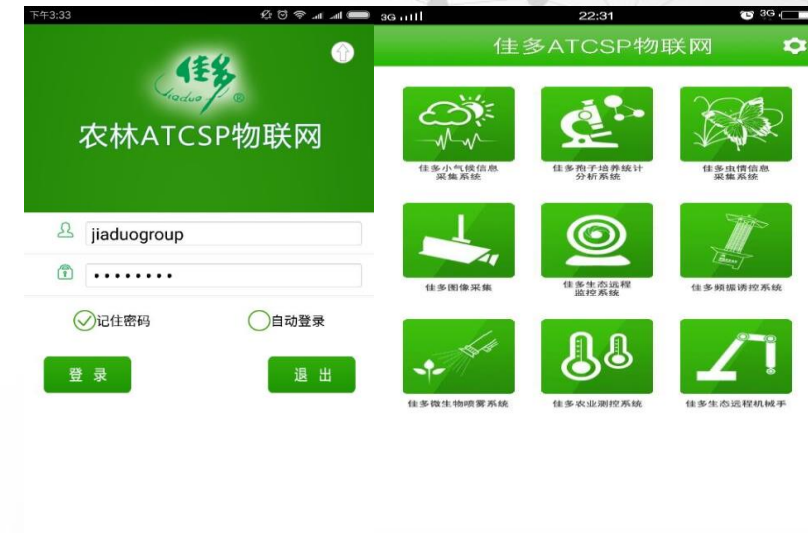 下午3:33
佳多
Jiaduo
®
农林ATCSP物联网
jiaduogroup
••••••••
记住密码
自动登录
登 录
退 出
3G
22:31
3G
佳多ATCSP物联网
佳多小气候信息
采集系统
佳多孢子培养统计
分析系统
佳多虫情信息
采集系统
佳多图像采集
佳多生态远程
监控系统
佳多频振诱控系统
佳多微生物喷雾系统
佳多农业测控系统
佳多生态远程机械手